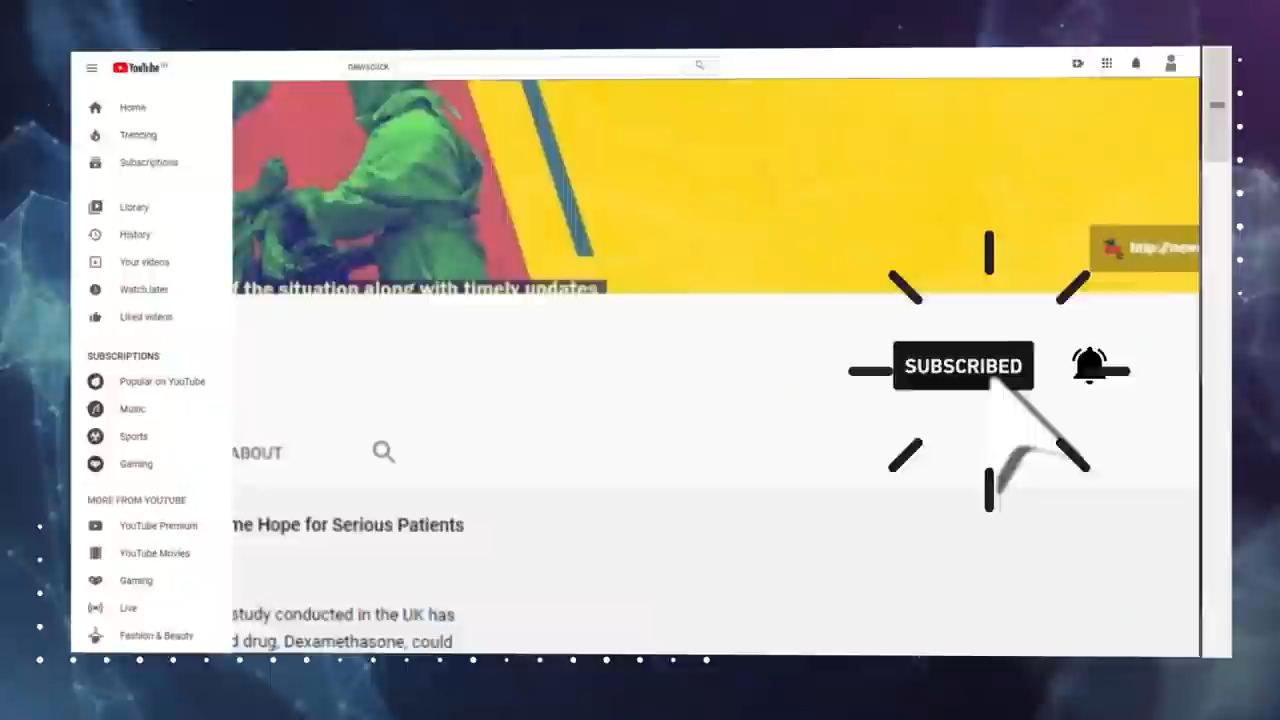 YouTube
newsclick
Home
Trending
Subscriptions
Library
History
Your videos
Watch later
Liked videos
SUBSCRIPTIONS
Popular on YouTube
Music
Sports
Gaming
MORE FROM YOUTUBE
YouTube Premium
YouTube Movies
Gaming
Live
Fashion & Beauty
f the situation along with timely updates
http://new
SUBSCRIBED
ABOUT
me Hope for Serious Patients
study conducted in the UK has
d drug, Dexamethasone, could